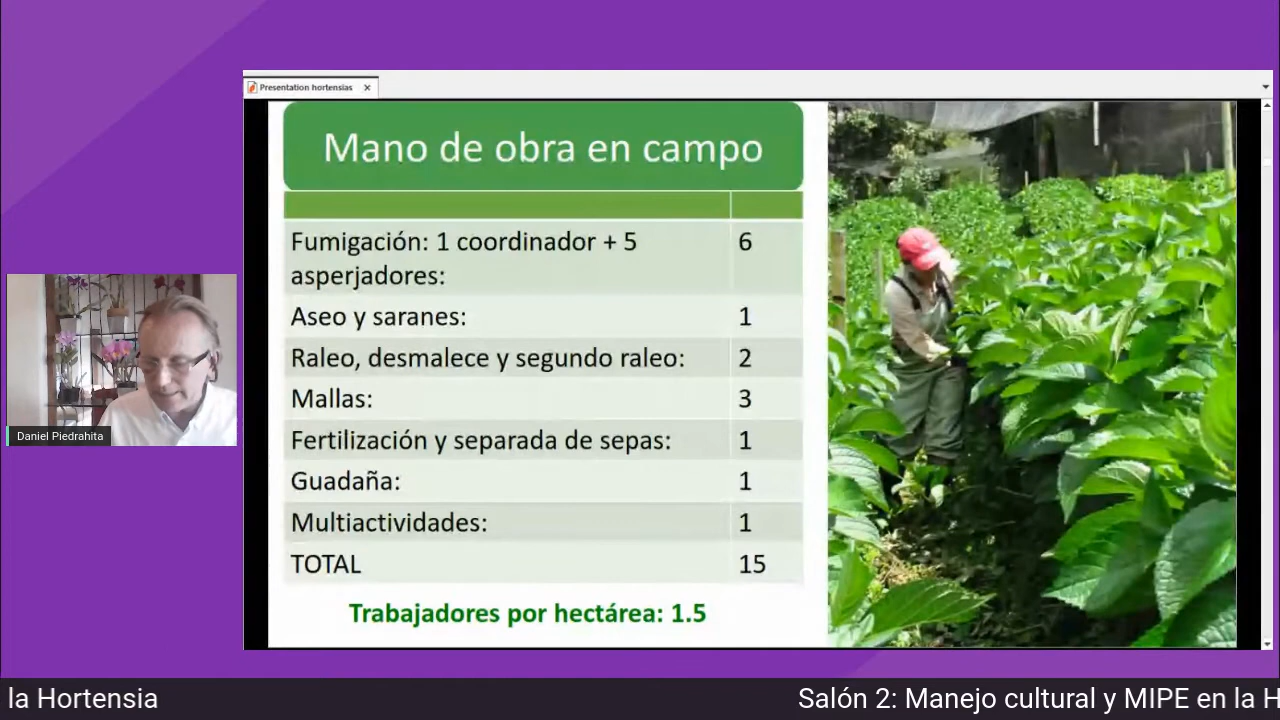 Presentation hortensias
Mano de obra en campo
Fumigación: 1 coordinador + 5 6
asperjadores:
Aseo y saranes: 1
Raleo, desmalece y segundo raleo: 2
Mallas: 3
Fertilización y separada de sepas: 1
Guadaña: 1
Multiactividades: 1
TOTAL 15
Trabajadores por hectárea: 1.5
Daniel Piedrahita
la Hortensia Salón 2: Manejo cultural y MIPE en la H